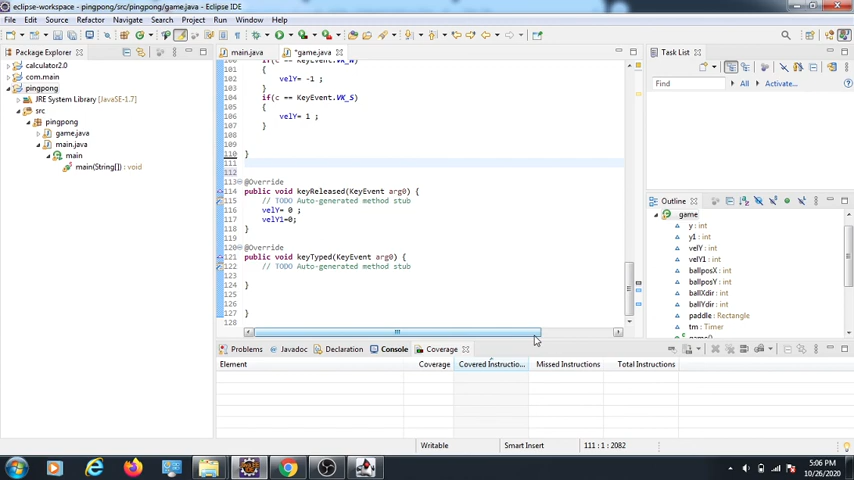 eclipse-workspace - pingpong/src/pingpong/game.java - Eclipse IDE
File Edit Source Refactor Navigate Search Project Run Window Help
Package Explorer
calculator2.0
com.main
pingpong
JRE System Library [JavaSE-1.7]
src
pingpong
game.java
main.java
main
main(String[]) : void
main.java
*game.java
100 if(c == KeyEvent.VK_W)
101 {
102 velY= -1 ;
103 }
104 if(c == KeyEvent.VK_S)
105 {
106 velY= 1 ;
107 }
108
109
110 }
111
112
113 @Override
114 public void keyReleased(KeyEvent arg0) {
115 // TODO Auto-generated method stub
116 velY= 0 ;
117 velY1=0;
118 }
119
120 @Override
121 public void keyTyped(KeyEvent arg0) {
122 // TODO Auto-generated method stub
123
124 }
125
126
127 }
128
Task List
Find
All
Activate...
Outline
game
y : int
y1 : int
velY : int
velY1 : int
ballposX : int
ballposY : int
ballXdir : int
ballYdir : int
paddle : Rectangle
tm : Timer
Problems Javadoc Declaration Console Coverage
Element Coverage Covered Instructio... Missed Instructions Total Instructions
Writable Smart Insert 111 : 1 : 2082
5:06 PM
10/26/2020